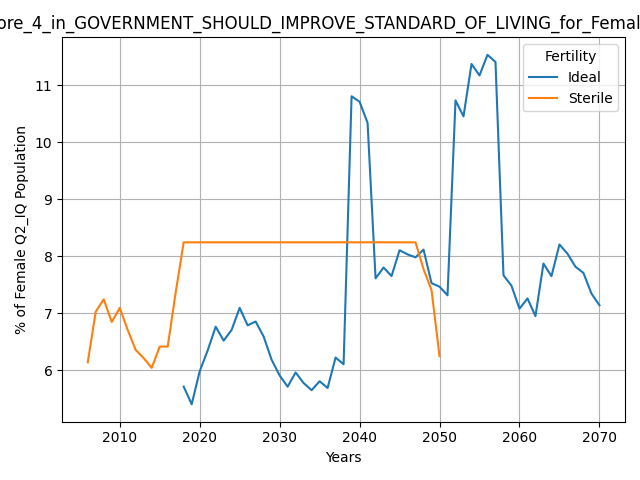 ore_4_in_GOVERNMENT_SHOULD_IMPROVE_STANDARD_OF_LIVING_for_Femal
Fertility
Ideal
Sterile
% of Female Q2_IQ Population
11
10
9
8
7
6
2010 2020 2030 2040 2050 2060 2070
Years